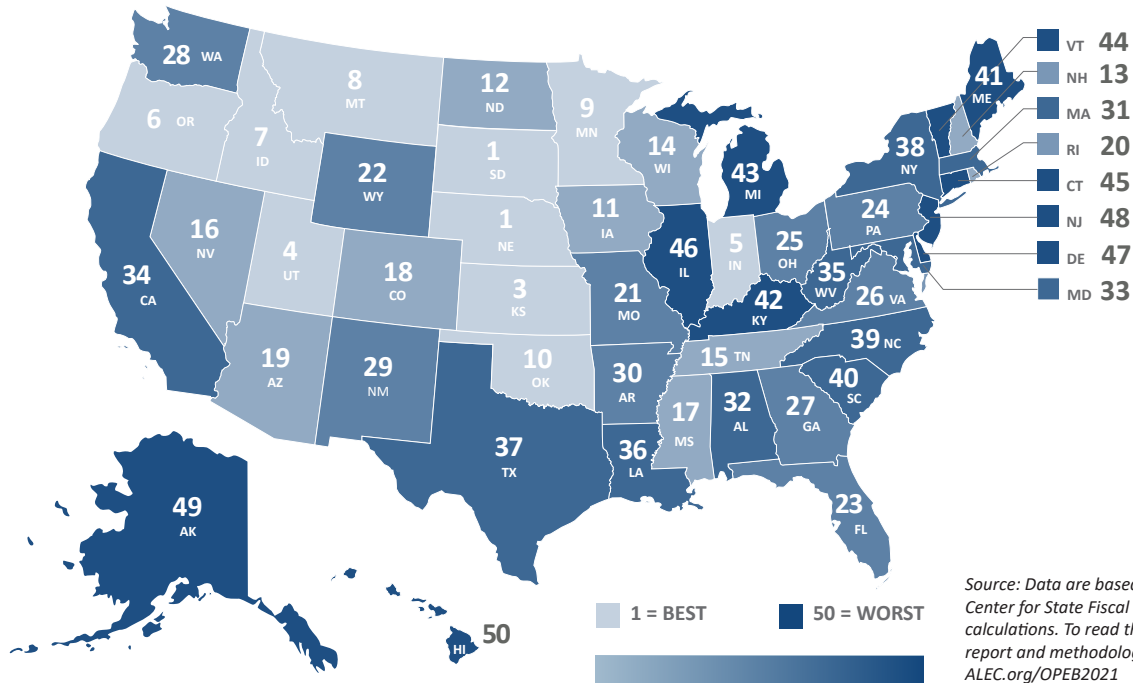 28 WA
8
MT
12
ND
9
MN
6 OR
7
ID
22
WY
1
SD
14
WI
43
MI
38
NY
41
ME
VT 44
NH 13
MA 31
RI 20
CT 45
NJ 48
DE 47
MD 33
34
CA
16
NV
4
UT
18
CO
1
NE
3
KS
11
IA
21
MO
46
IL
5
IN
25
OH
24
PA
35
WV
26 VA
42
KY
39 NC
15 TN
40
SC
19
AZ
29
NM
10
OK
30
AR
17
MS
32
AL
27
GA
37
TX
36
LA
23
FL
49
AK
HI
50
1 = BEST
50 = WORST
Source: Data are based
Center for State Fiscal
calculations. To read th
report and methodolog
ALEC.org/OPEB2021